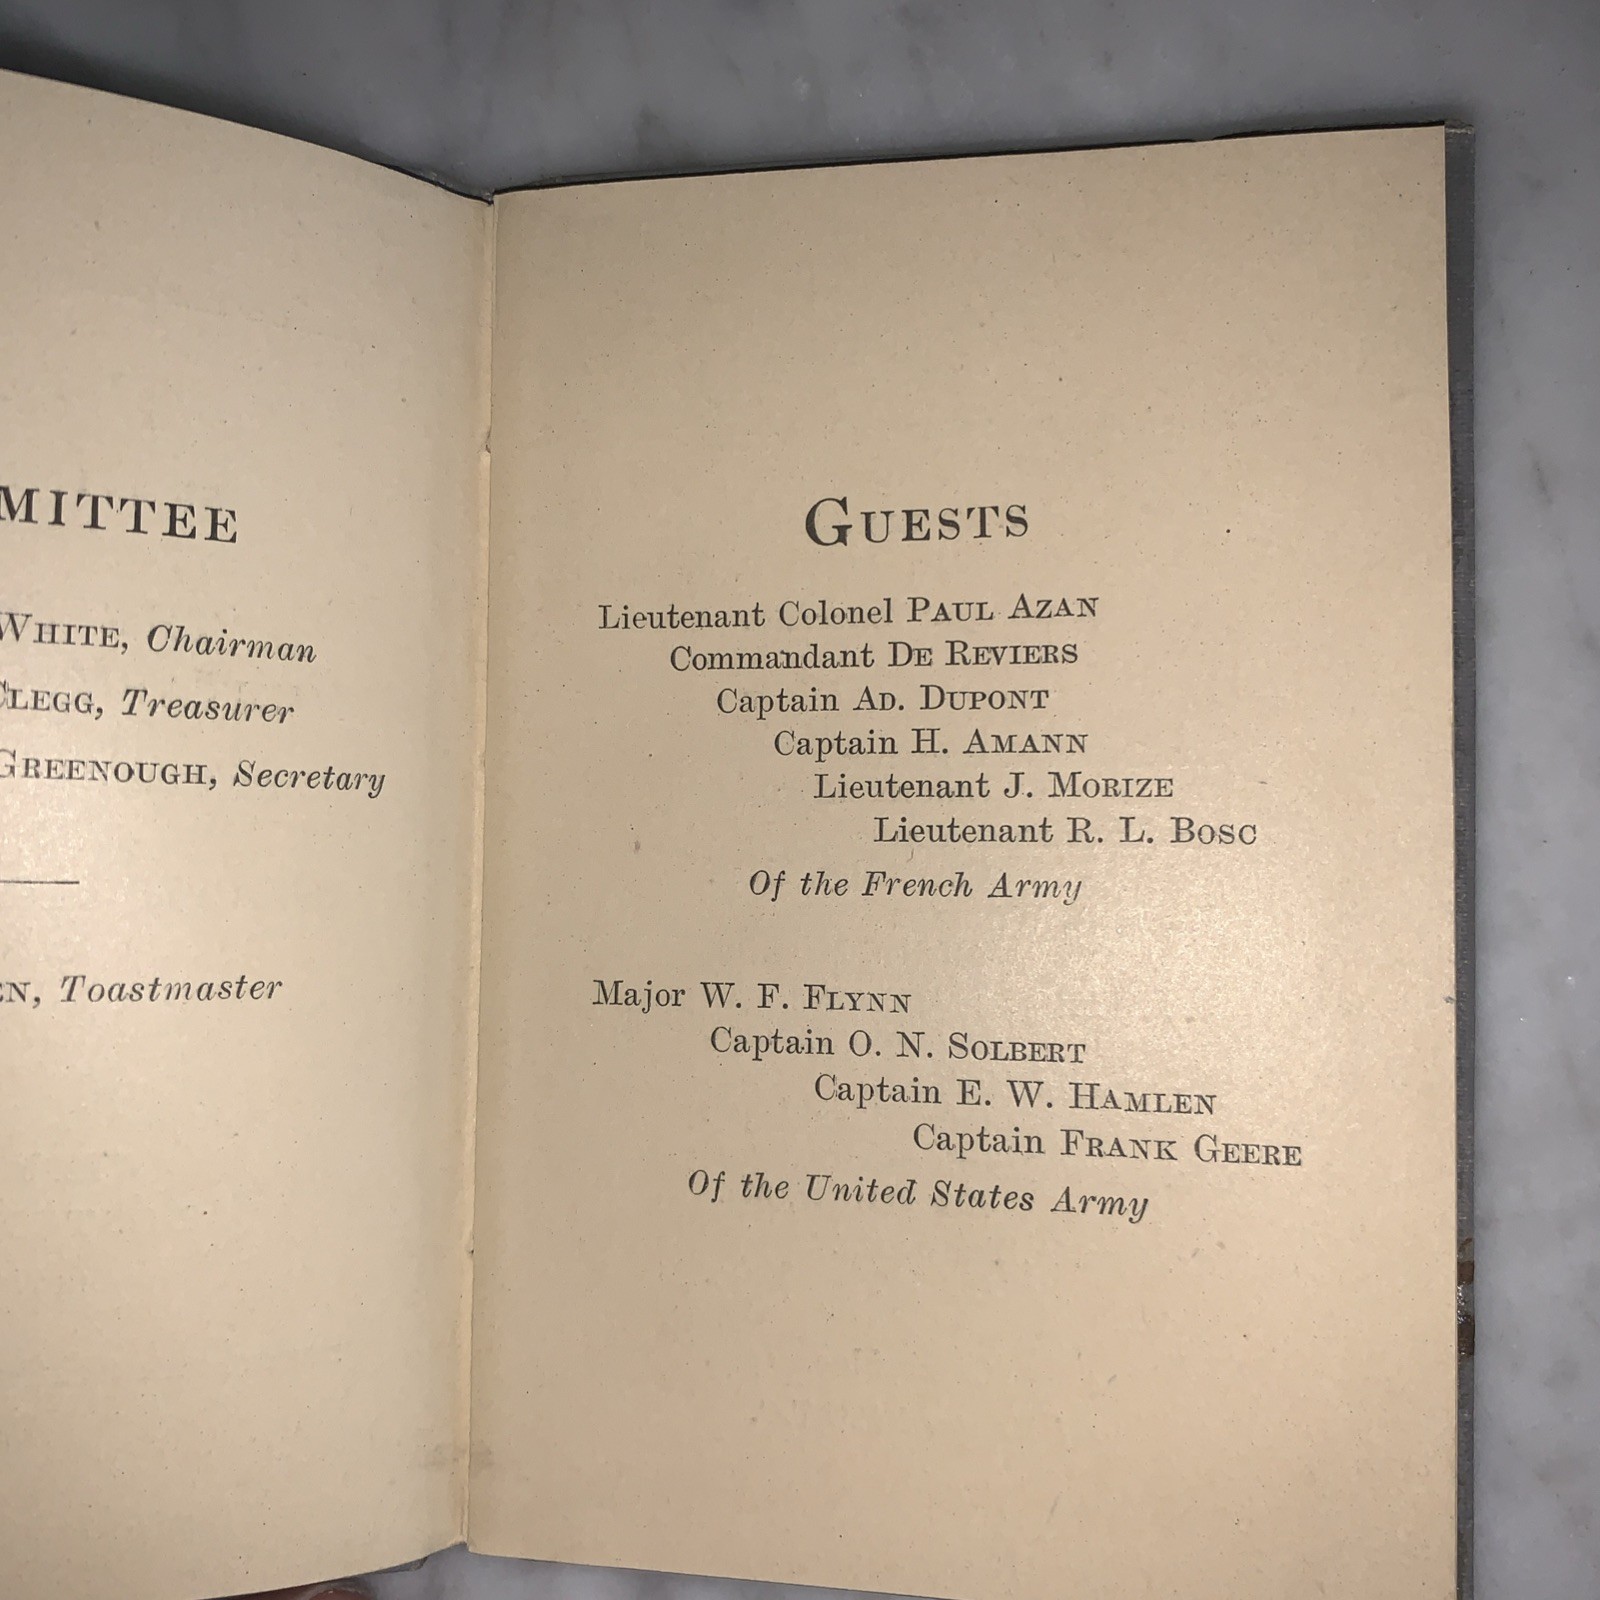 MITTEE
WHITE, Chairman
CLEGG, Treasurer
GREENOUGH, Secretary
EN, Toastmaster
GUESTS
Lieutenant Colonel PAUL AZAN
Commandant DE REVIERS
Captain AD. DUPONT
Captain H. AMANN
Lieutenant J. MORIZE
Lieutenant R. L. BOSC
Of the French Army
Major W. F. FLYNN
Captain O. N. SOLBERT
Captain E. W. HAMLEN
Captain FRANK GEERE
Of the United States Army